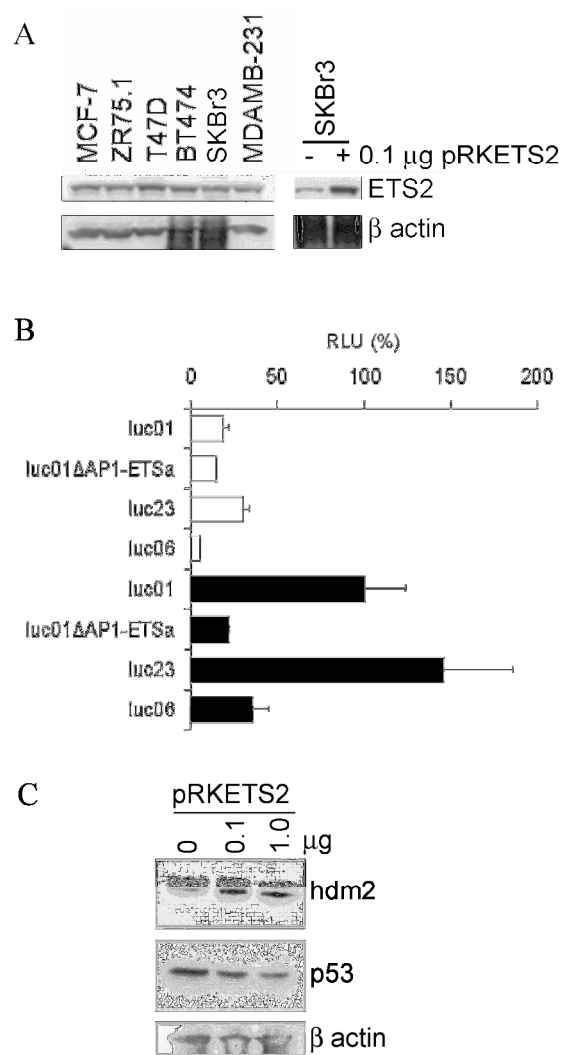 A
MCF-7
ZR75.1
T47D
BT474
SKBr3
MDAMB-231
SKBr3
- + 0.1 μg pRKETS2
ETS2
β actin
B
RLU (%)
0 50 100 150 200
luc01
luc01ΔAP1-ETSa
luc23
luc06
luc01
luc01ΔAP1-ETSa
luc23
luc06
C
pRKETS2
0 0.1 1.0 μg
hdm2
p53
β actin